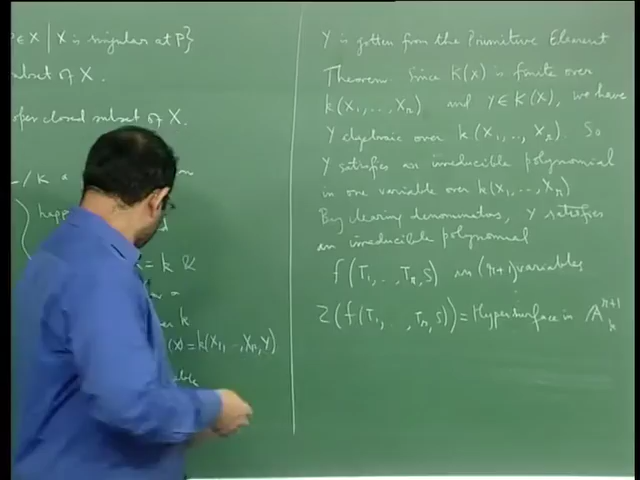 P ∈ X | X is singular at P}
subset of X.
closed subset of X.
= k &
k
(X) = k(X1, ..., Xn, Y)
Y is gotten from the Primitive Element
Theorem. Since K(X) is finite over
k(X1, ..., Xn) and Y ∈ K(X), we have
Y algebraic over k(X1, .., Xn). So
Y satisfies an irreducible polynomial
in one variable over k(X1, ..., Xn)
By clearing denominators, Y satisfies
an irreducible polynomial
f(T1, .. , Tn, S) in (n+1) variables
Z(f(T1, .. , Tn, S)) = Hypersurface in A^{n+1}_k